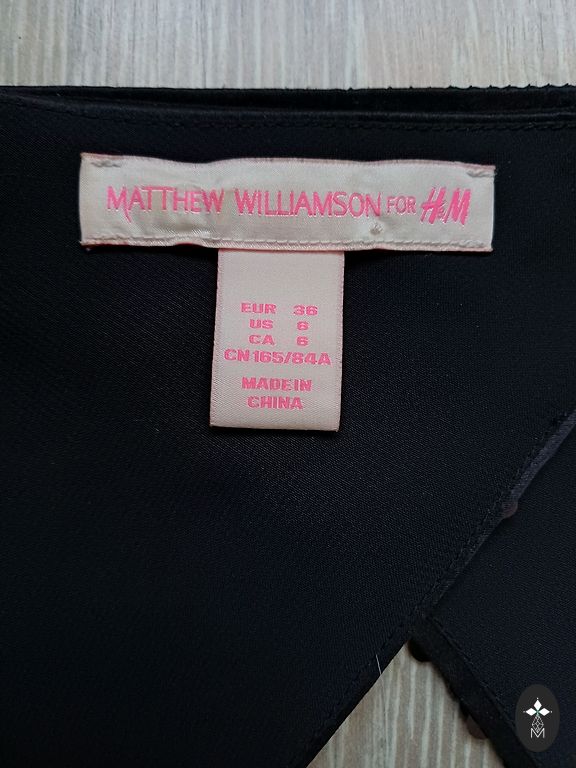 MATTHEW WILLIAMSON FOR H&M
EUR 36
US 6
CA 6
CN165/84A
MADE IN
CHINA
M